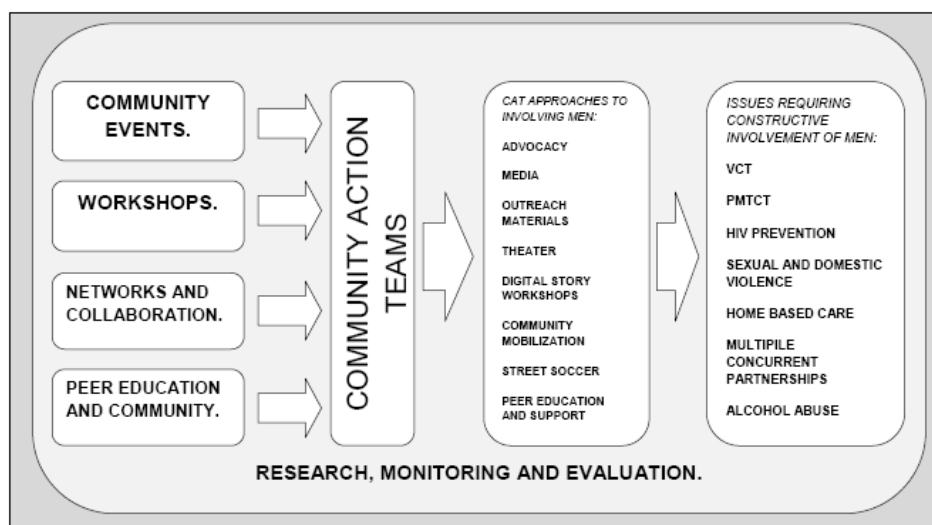 COMMUNITY
EVENTS.
WORKSHOPS.
NETWORKS AND
COLLABORATION.
PEER EDUCATION
AND COMMUNITY.
COMMUNITY ACTION
TEAMS
CAT APPROACHES TO
INVOLVING MEN:
ADVOCACY
MEDIA
OUTREACH
MATERIALS
THEATER
DIGITAL STORY
WORKSHOPS
COMMUNITY
MOBILIZATION
STREET SOCCER
PEER EDUCATION
AND SUPPORT
ISSUES REQUIRING
CONSTRUCTIVE
INVOLVEMENT OF MEN:
VCT
PMTCT
HIV PREVENTION
SEXUAL AND DOMESTIC
VIOLENCE
HOME BASED CARE
MULTIPILE
CONCURRENT
PARTNERSHIPS
ALCOHOL ABUSE
RESEARCH, MONITORING AND EVALUATION.